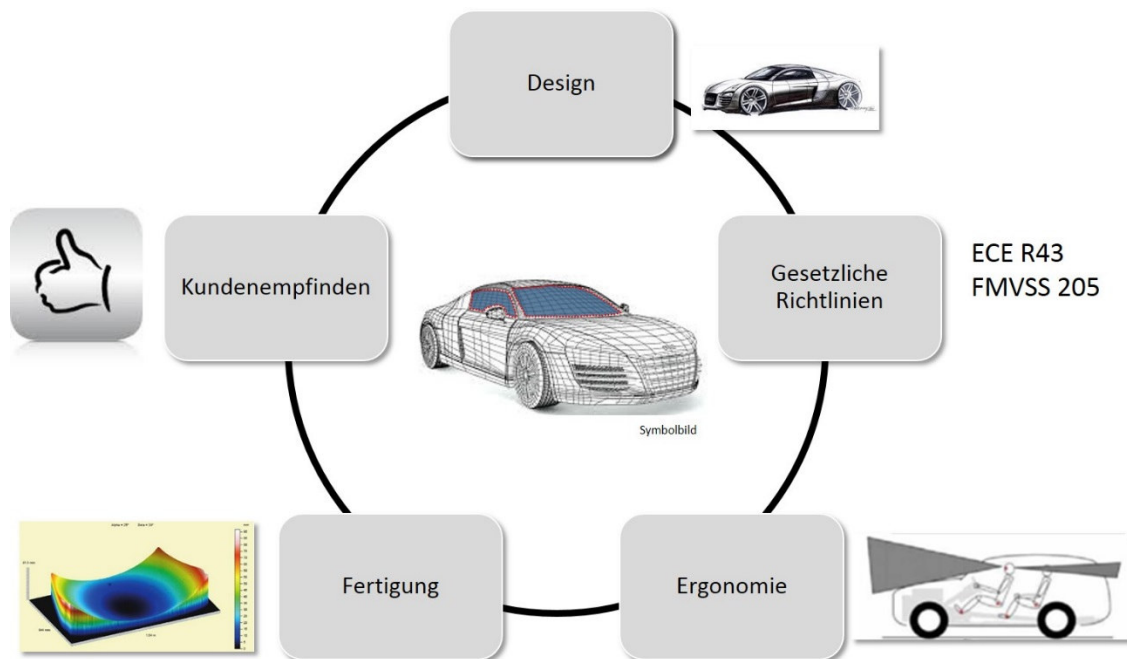 Design
Kundenempfinden
Gesetzliche
Richtlinien
ECE R43
FMVSS 205
Symbolbild
Fertigung
Ergonomie